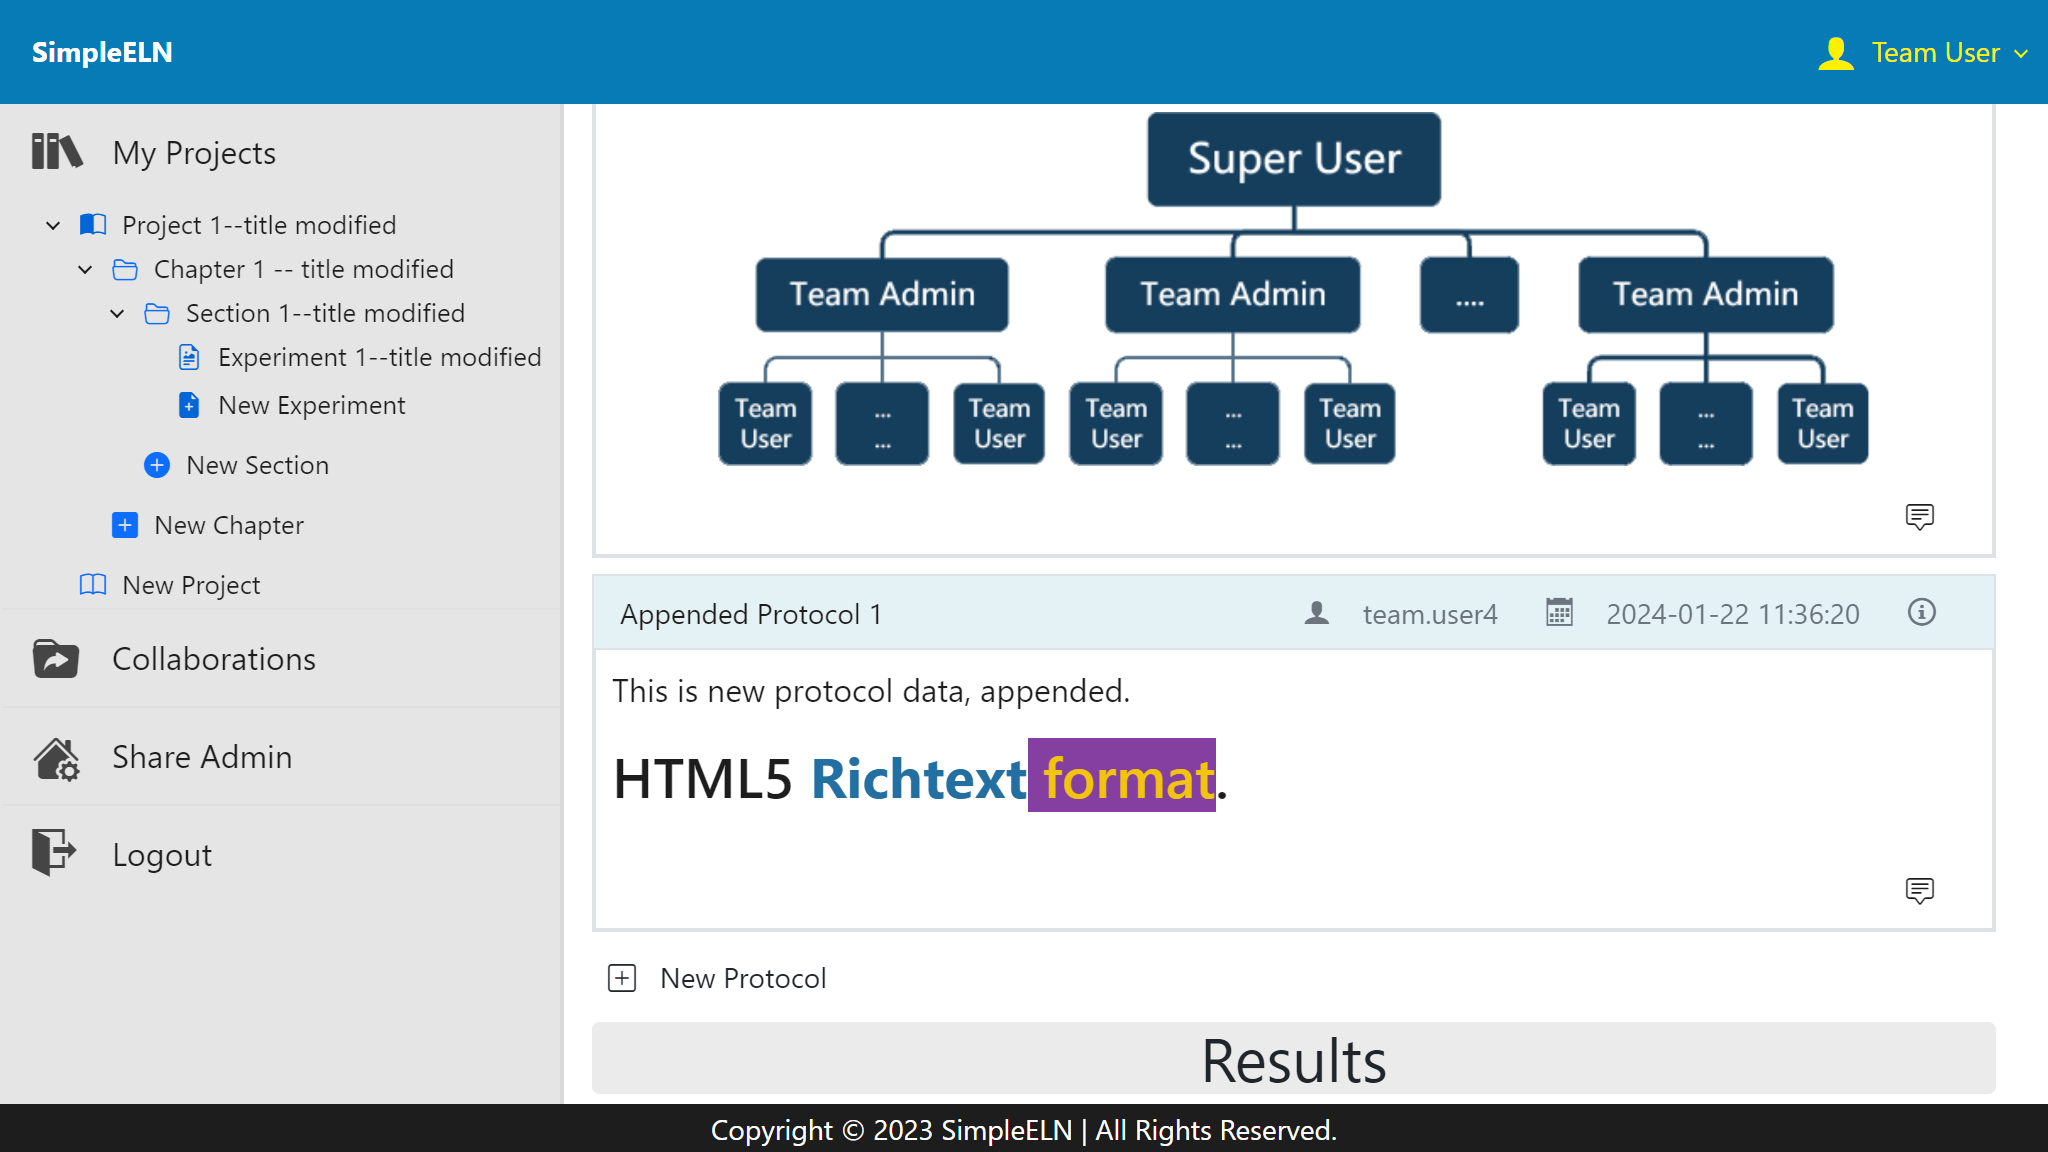 SimpleELN
Team User
My Projects
Project 1--title modified
Chapter 1 -- title modified
Section 1--title modified
Experiment 1--title modified
New Experiment
New Section
New Chapter
New Project
Collaborations
Share Admin
Logout
Super User
Team Admin Team Admin .... Team Admin
Team ... Team Team ... Team Team ... Team
User ... User User ... User User ... User
Appended Protocol 1 team.user4 2024-01-22 11:36:20
This is new protocol data, appended.
HTML5 Richtext format.
New Protocol
Results
Copyright © 2023 SimpleELN | All Rights Reserved.